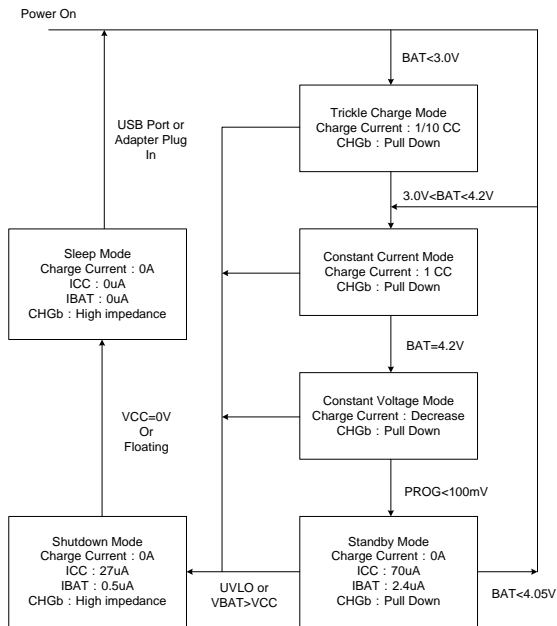 Power On
BAT<3.0V
Trickle Charge Mode
Charge Current : 1/10 CC
CHGb : Pull Down
USB Port or
Adapter Plug
In
3.0V<BAT<4.2V
Sleep Mode
Charge Current : 0A
ICC : 0uA
IBAT : 0uA
CHGb : High impedance
Constant Current Mode
Charge Current : 1 CC
CHGb : Pull Down
BAT=4.2V
VCC=0V
Or
Floating
Constant Voltage Mode
Charge Current : Decrease
CHGb : Pull Down
PROG<100mV
Shutdown Mode
Charge Current : 0A
ICC : 27uA
IBAT : 0.5uA
CHGb : High impedance
UVLO or
VBAT>VCC
Standby Mode
Charge Current : 0A
ICC : 70uA
IBAT : 2.4uA
CHGb : Pull Down
BAT<4.05V